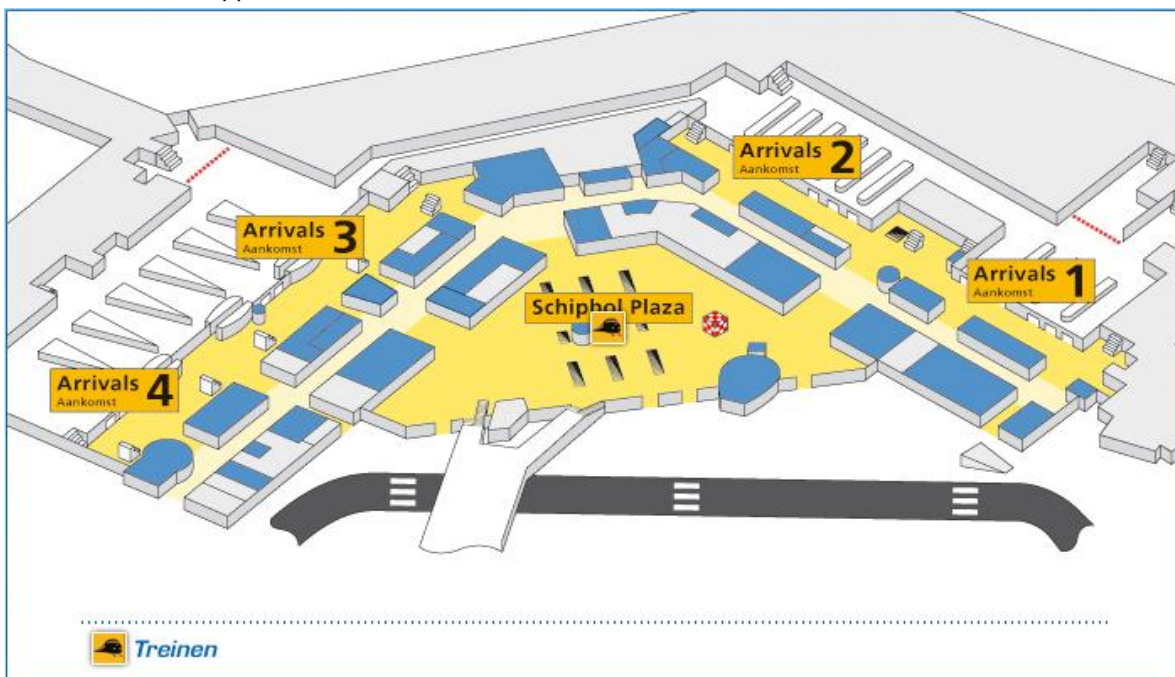 Arrivals 2
Aankomst
Arrivals 3
Aankomst
Arrivals 1
Aankomst
Schiphol Plaza
Arrivals 4
Aankomst
Treinen